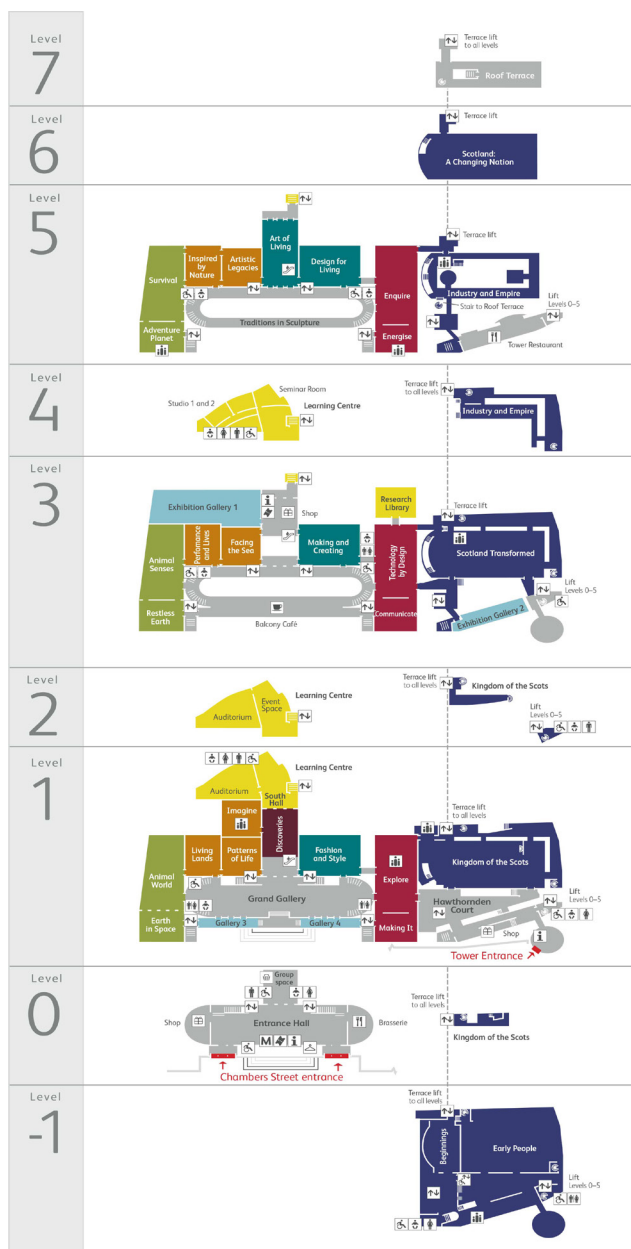 Level
7
Terrace lift
to all levels
Roof Terrace
Level
6
Terrace lift
Scotland:
A Changing Nation
Level
5
Art of
Living
Terrace lift
Survival
Inspired
by
Nature
Artistic
Legacies
Design for
Living
Enquire
Industry and Empire
Stair to Roof Terrace
Lift
Levels 0–5
Traditions in Sculpture
Adventure
Planet
Energise
Tower Restaurant
Level
4
Seminar Room
Studio 1 and 2
Learning Centre
Terrace lift
to all levels
Industry and Empire
Level
3
Exhibition Gallery 1
i
Shop
Research
Library
Terrace lift
Animal
Senses
Perfomance
and Lives
Facing
the Sea
Making and
Creating
Technology
by Design
Scotland Transformed
Lift
Levels 0–5
Restless
Earth
Balcony Café
Communicate
Exhibition Gallery 2
Level
2
Learning Centre
Event
Space
Auditorium
Terrace lift
to all levels
Kingdom of the Scots
Lift
Levels 0–5
Level
1
Learning Centre
Auditorium
South
Hall
Imagine
Discoveries
Terrace lift
to all levels
Animal
World
Living
Lands
Patterns
of Life
Fashion
and Style
Explore
Kingdom of the Scots
Grand Gallery
Hawthornden
Court
Lift
Levels 0–5
Earth
in Space
Gallery 3
Gallery 4
Making It
Shop
i
Tower Entrance
Level
0
Group
space
Terrace lift
to all levels
Shop
Entrance Hall
Brasserie
M
i
Kingdom of the Scots
Chambers Street entrance
Level
-1
Terrace lift
to all levels
Beginnings
Early People
Lift
Levels 0–5